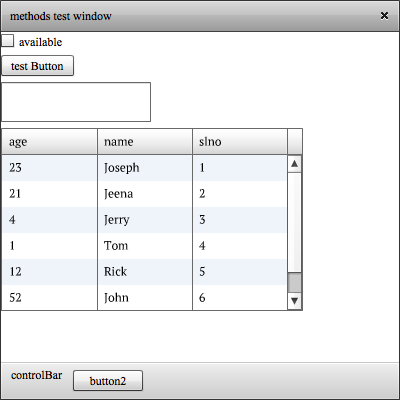 methods test window
available
test Button
age name slno
23 Joseph 1
21 Jeena 2
4 Jerry 3
1 Tom 4
12 Rick 5
52 John 6
controlBar button2